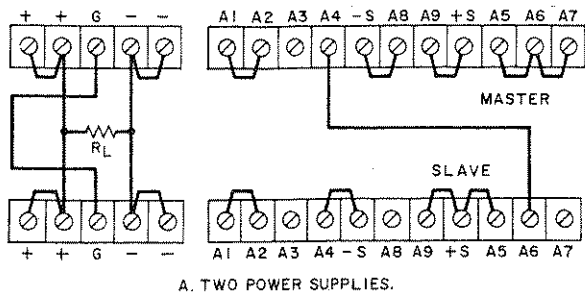 + + G - - A1 A2 A3 A4 -S A8 A9 +S A5 A6 A7
MASTER
RL
SLAVE
+ + G - - A1 A2 A3 A4 -S A8 A9 +S A5 A6 A7
A. TWO POWER SUPPLIES.